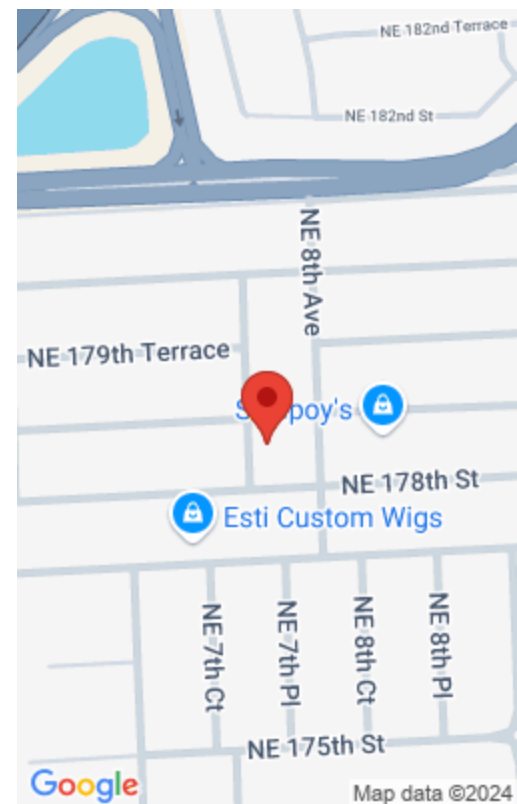 NE 182nd Terrace
NE 182nd St
NE 8th Ave
NE 179th Terrace
poy's
NE 178th St
Esti Custom Wigs
NE 7th Ct
NE 7th Pl
NE 8th Ct
NE 8th Pl
NE 175th St
Google
Map data ©2024